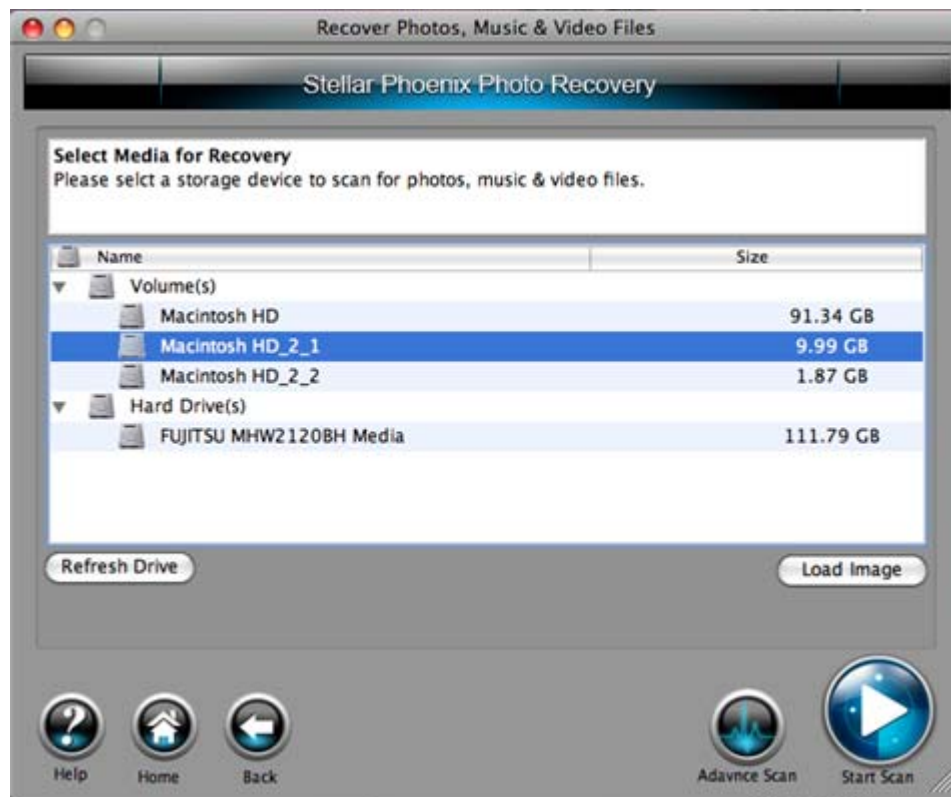 Recover Photos, Music & Video Files
Stellar Phoenix Photo Recovery
Select Media for Recovery
Please selct a storage device to scan for photos, music & video files.
Name Size
Volume(s)
Macintosh HD 91.34 GB
Macintosh HD_2_1 9.99 GB
Macintosh HD_2_2 1.87 GB
Hard Drive(s)
FUJITSU MHW2120BH Media 111.79 GB
Refresh Drive Load Image
Help Home Back Adavnce Scan Start Scan